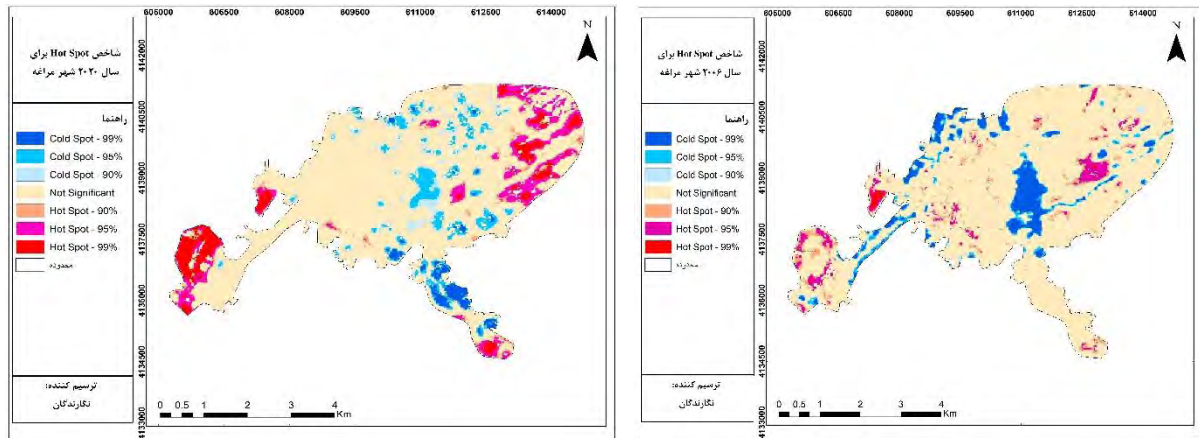 شاخص Hot Spot برای
سال ۲۰۲۰ شهر مراغه
راهنما
Cold Spot - 99%
Cold Spot - 95%
Cold Spot - 90%
Not Significant
Hot Spot - 90%
Hot Spot - 95%
Hot Spot - 99%
محدوده
ترسیم کننده:
نگارندگان
605000 606500 608000 609500 611000 612500 614000
4142000
4140500
4139000
4137500
4136000
4134500
4133000
N
0 0.5 1 2 3 4
Km
شاخص Hot Spot برای
سال ۲۰۰۶ شهر مراغه
راهنما
Cold Spot - 99%
Cold Spot - 95%
Cold Spot - 90%
Not Significant
Hot Spot - 90%
Hot Spot - 95%
Hot Spot - 99%
محدوده
ترسیم کننده:
نگارندگان
605000 606500 608000 609500 611000 612500 614000
4142000
4140500
4139000
4137500
4136000
4134500
4133000
N
0 0.5 1 2 3 4
Km